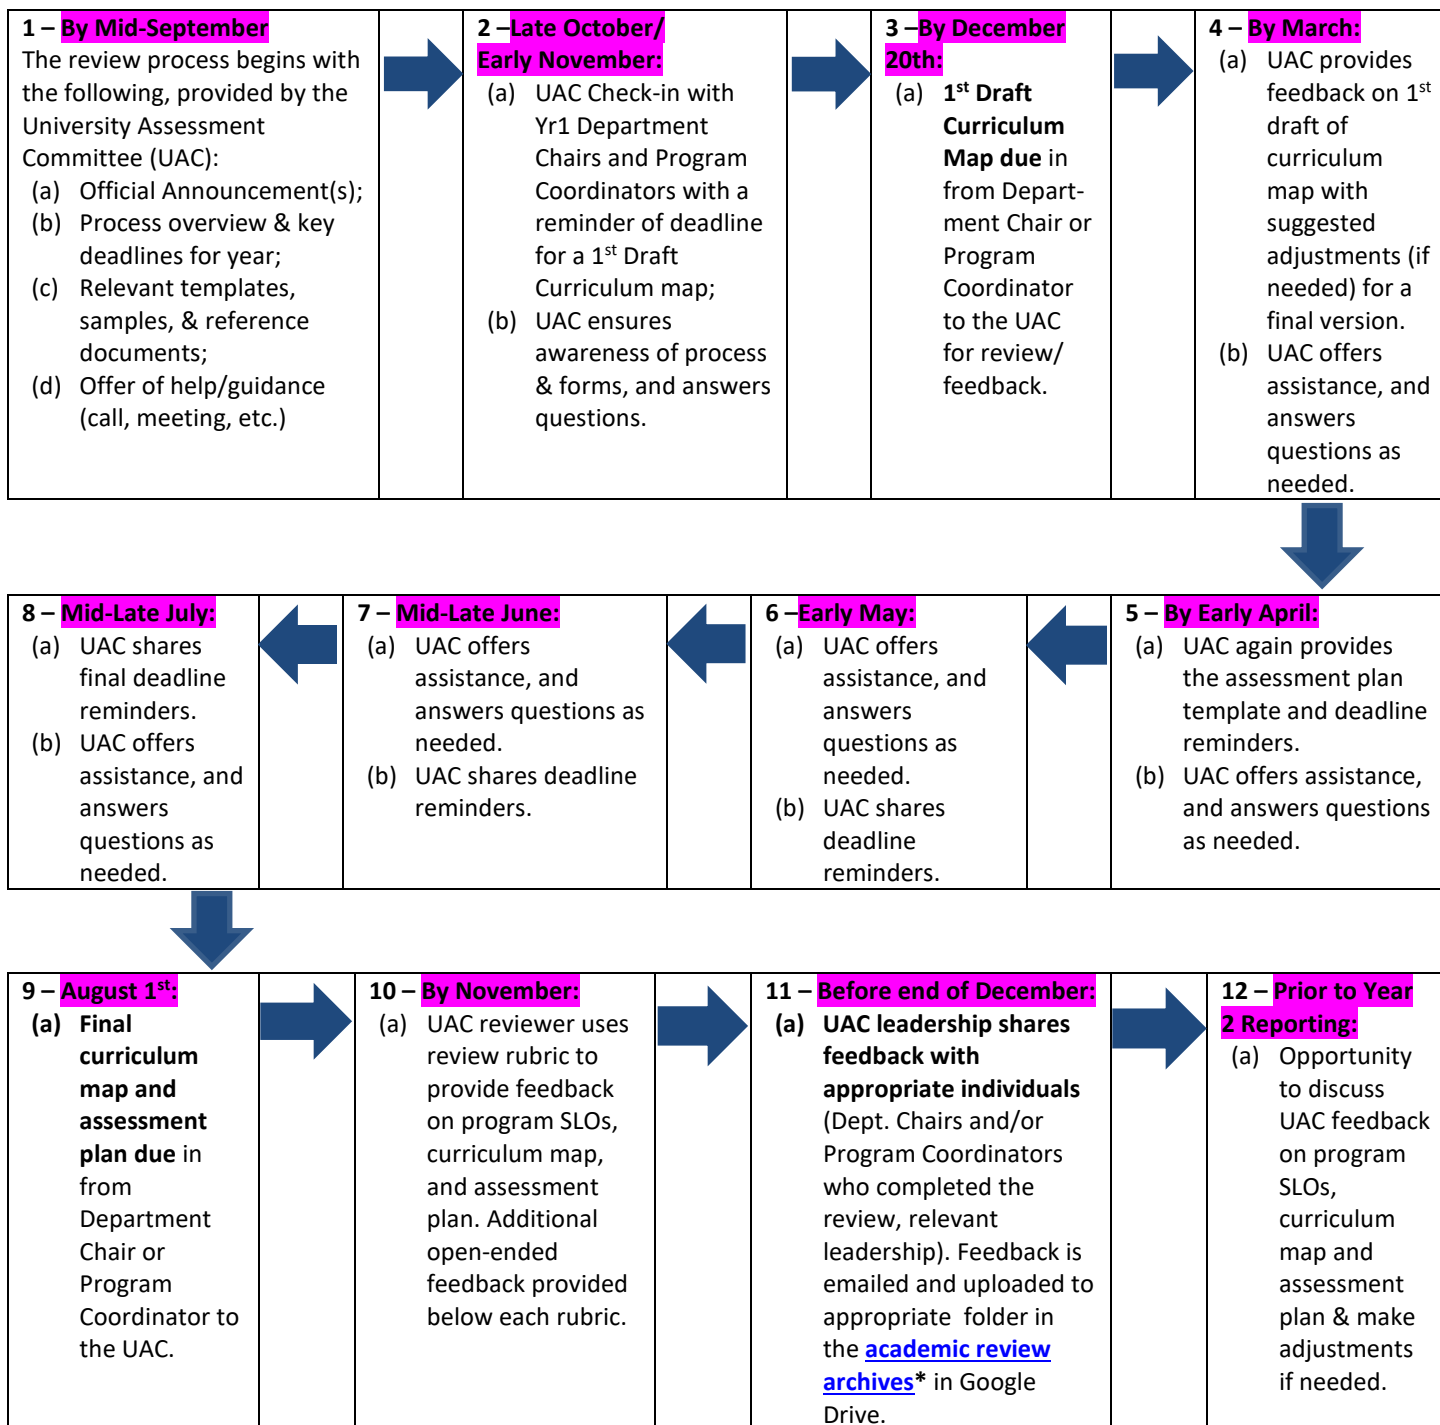 1 – By Mid-September
The review process begins with
the following, provided by the
University Assessment
Committee (UAC):
(a) Official Announcement(s);
(b) Process overview & key
deadlines for year;
(c) Relevant templates,
samples, & reference
documents;
(d) Offer of help/guidance
(call, meeting, etc.)
2 –Late October/
Early November:
(a) UAC Check-in with
Yr1 Department
Chairs and Program
Coordinators with a
reminder of deadline
for a 1st Draft
Curriculum map;
(b) UAC ensures
awareness of process
& forms, and answers
questions.
3 –By December
20th:
(a) 1st Draft
Curriculum
Map due in
from Depart-
ment Chair or
Program
Coordinator
to the UAC
for review/
feedback.
4 – By March:
(a) UAC provides
feedback on 1st
draft of
curriculum
map with
suggested
adjustments (if
needed) for a
final version.
(b) UAC offers
assistance, and
answers
questions as
needed.
8 – Mid-Late July:
(a) UAC shares
final deadline
reminders.
(b) UAC offers
assistance, and
answers
questions as
needed.
7 – Mid-Late June:
(a) UAC offers
assistance, and
answers questions as
needed.
(b) UAC shares deadline
reminders.
6 –Early May:
(a) UAC offers
assistance, and
answers
questions as
needed.
(b) UAC shares
deadline
reminders.
5 – By Early April:
(a) UAC again provides
the assessment plan
template and deadline
reminders.
(b) UAC offers assistance,
and answers questions
as needed.
9 – August 1st:
(a) Final
curriculum
map and
assessment
plan due in
from
Department
Chair or
Program
Coordinator to
the UAC.
10 – By November:
(a) UAC reviewer uses
review rubric to
provide feedback
on program SLOs,
curriculum map,
and assessment
plan. Additional
open-ended
feedback provided
below each rubric.
11 – Before end of December:
(a) UAC leadership shares
feedback with
appropriate individuals
(Dept. Chairs and/or
Program Coordinators
who completed the
review, relevant
leadership). Feedback is
emailed and uploaded to
appropriate folder in
the academic review
archives* in Google
Drive.
12 – Prior to Year
2 Reporting:
(a) Opportunity
to discuss
UAC feedback
on program
SLOs,
curriculum
map and
assessment
plan & make
adjustments
if needed.